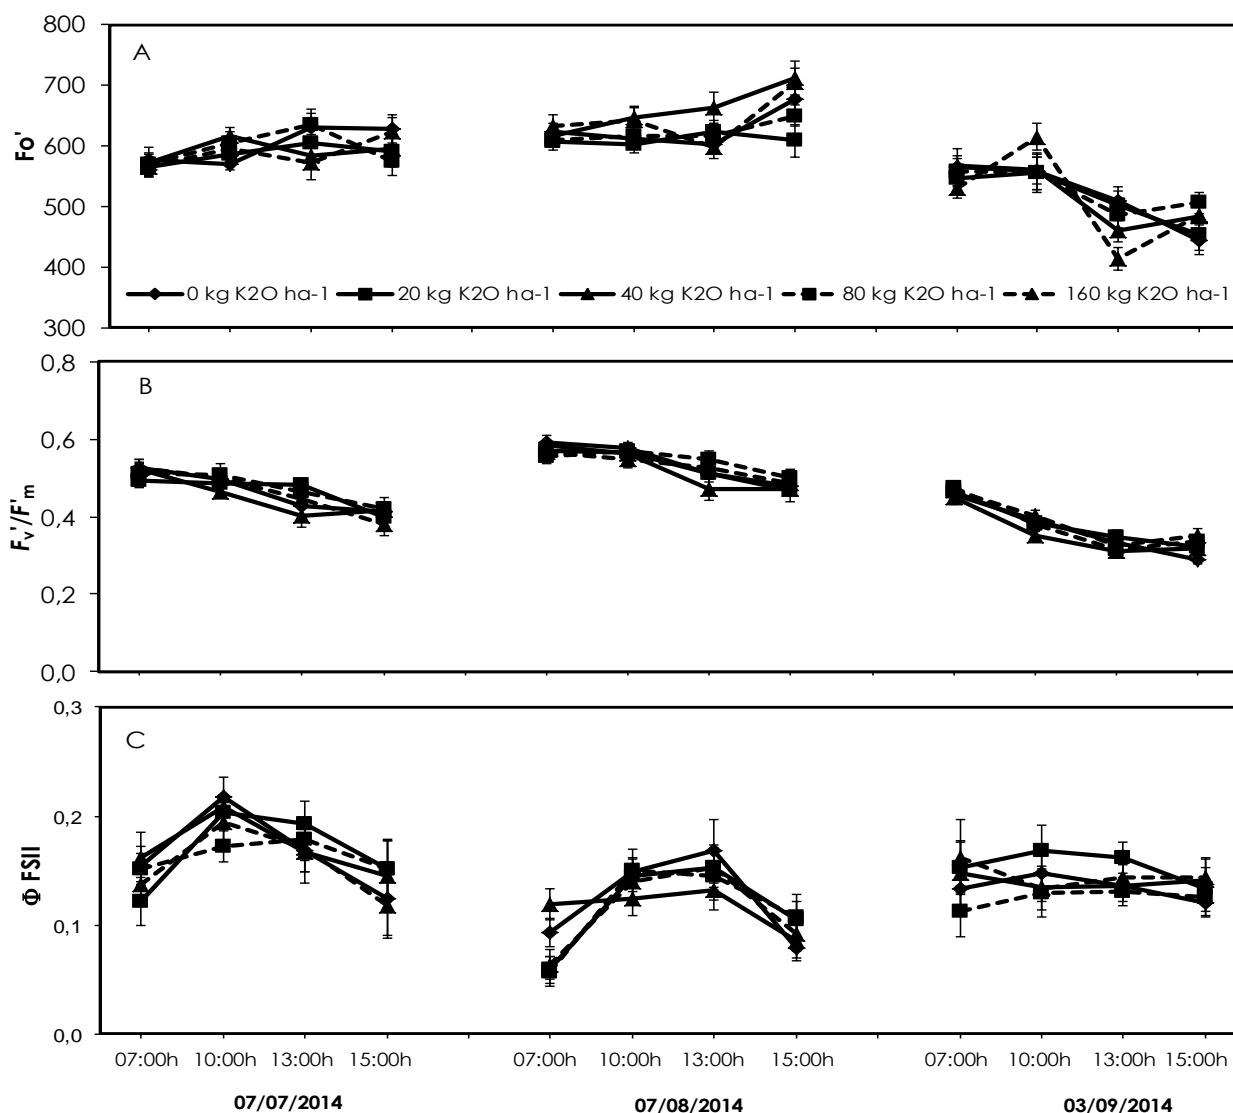 800
A
700
600
Fo'
500
400
0 kg K2O ha-1 20 kg K2O ha-1 40 kg K2O ha-1 80 kg K2O ha-1 160 kg K2O ha-1
300
0,8
B
0,6
Fv'/F'm
0,4
0,2
0,0
0,3
C
0,2
Φ FSII
0,1
0,0
07:00h 10:00h 13:00h 15:00h 07:00h 10:00h 13:00h 15:00h 07:00h 10:00h 13:00h 15:00h
07/07/2014 07/08/2014 03/09/2014